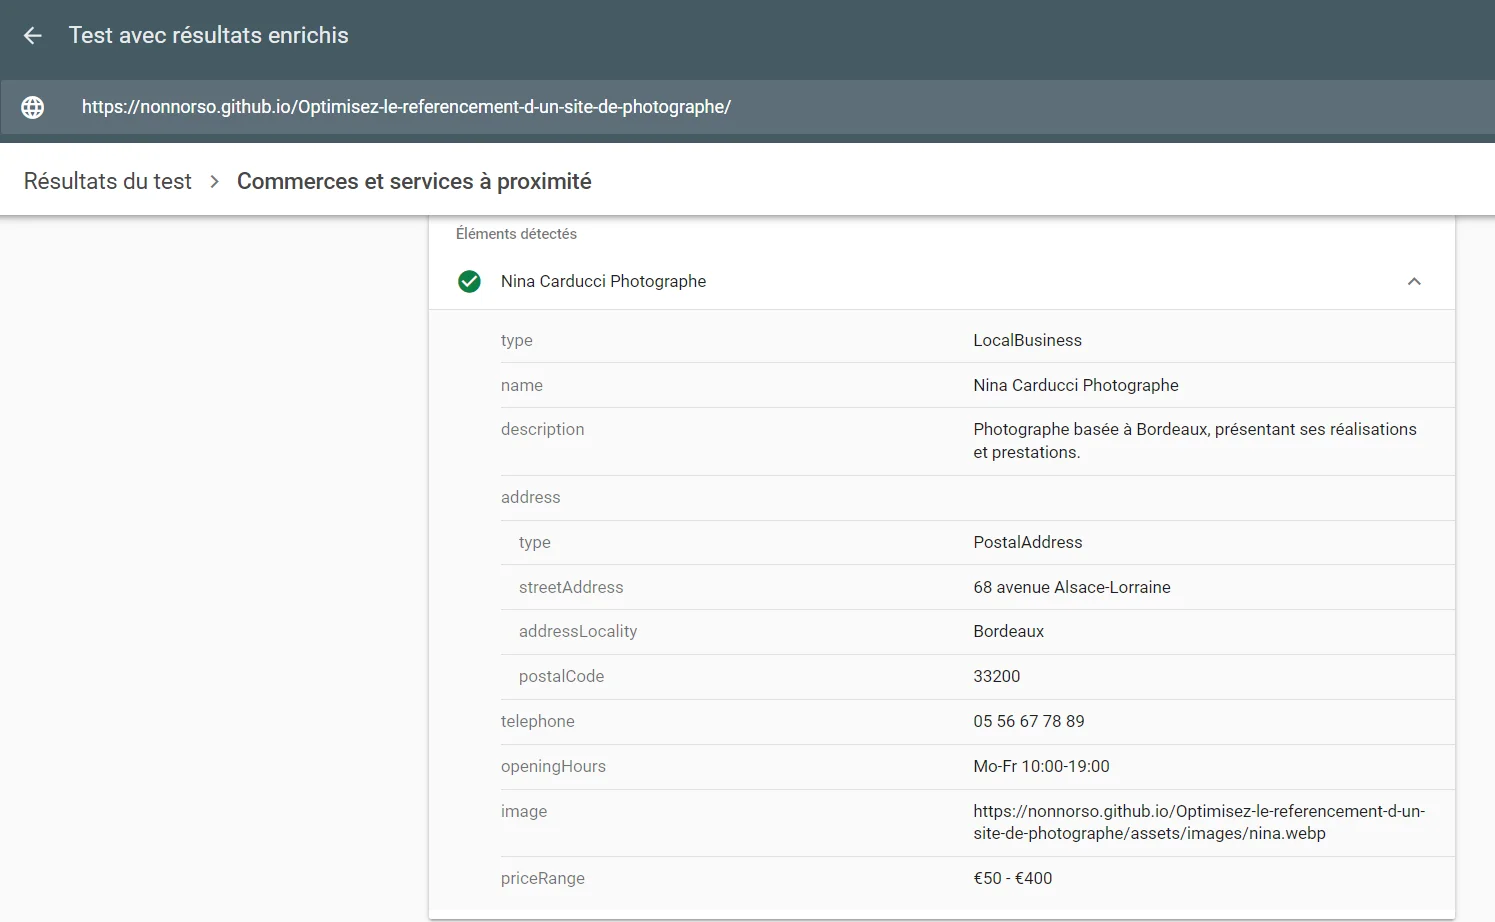 Test avec résultats enrichis
https://nonnorso.github.io/Optimisez-le-referencement-d-un-site-de-photographe/
Résultats du test > Commerces et services à proximité
Éléments détectés
Nina Carducci Photographe
type LocalBusiness
name Nina Carducci Photographe
description Photographe basée à Bordeaux, présentant ses réalisations
et prestations.
address
type PostalAddress
streetAddress 68 avenue Alsace-Lorraine
addressLocality Bordeaux
postalCode 33200
telephone 05 56 67 78 89
openingHours Mo-Fr 10:00-19:00
image https://nonnorso.github.io/Optimisez-le-referencement-d-un-
site-de-photographe/assets/images/nina.webp
priceRange €50 - €400